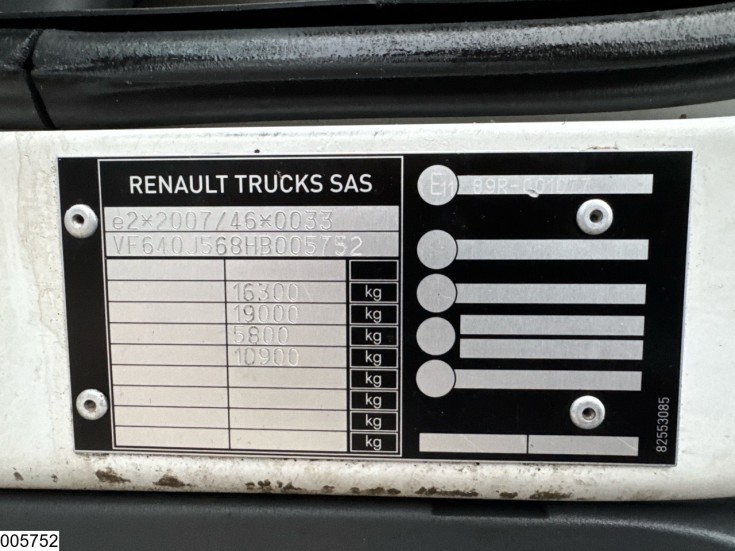 RENAULT TRUCKS SAS
e2*2007/46*0033
VF640J568HB005752
16300 kg
19000 kg
5800 kg
10900 kg
kg
kg
kg
kg
E11
82553085
005752